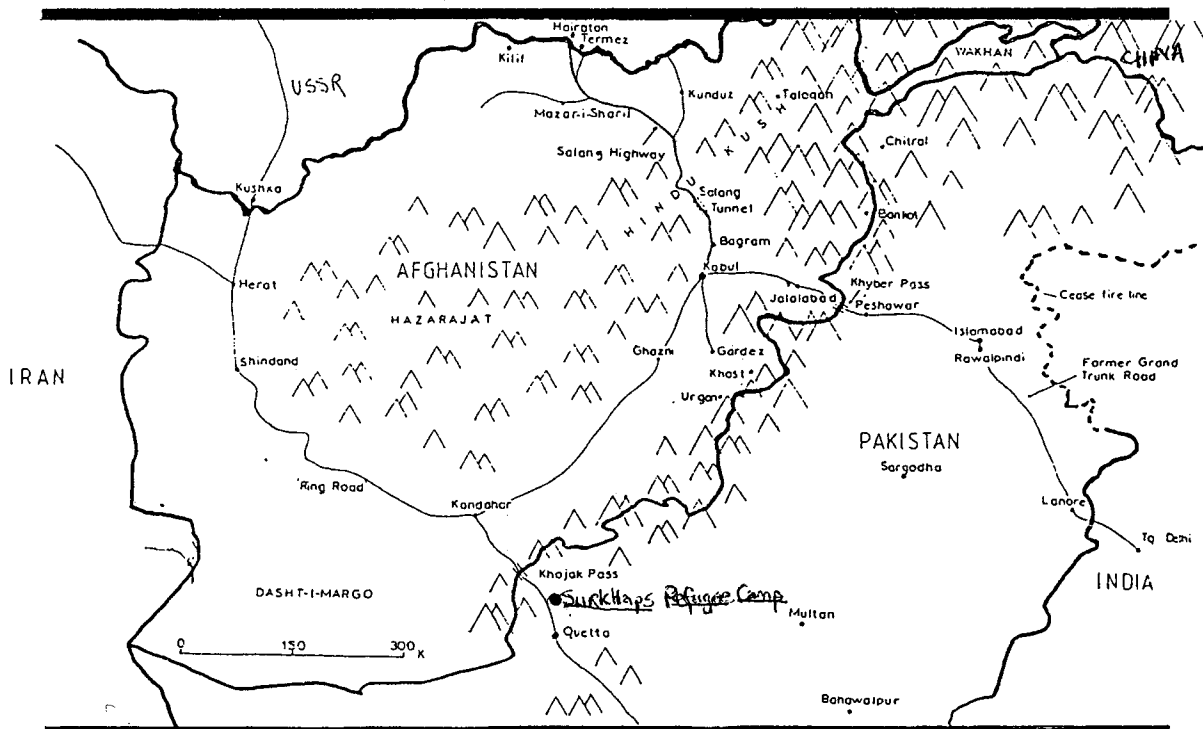 Hairaton
Termez
Kilif
WAKHAN
CHINA
USSR
Kunduz
Taleqan
Mazar-i-Sharif
HINDU KUSH
Chitral
Salang Highway
Kushka
Salang
Tunnel
Barikot
Bagram
AFGHANISTAN
Kabul
Herat
Jalalabad
Khyber Pass
Peshawar
Cease fire line
HAZARAJAT
Islamabad
Rawalpindi
Ghazni
Gardez
Shindand
Khost
Former Grand
Trunk Road
IRAN
Urgane
PAKISTAN
Sargodha
'Ring Road'
Kandahar
Lahore
To Delhi
Khojak Pass
INDIA
DASHT-I-MARGO
Surkhaps Refugee Camp
Multan
Quetta
0 150 300 K
Bahawalpur